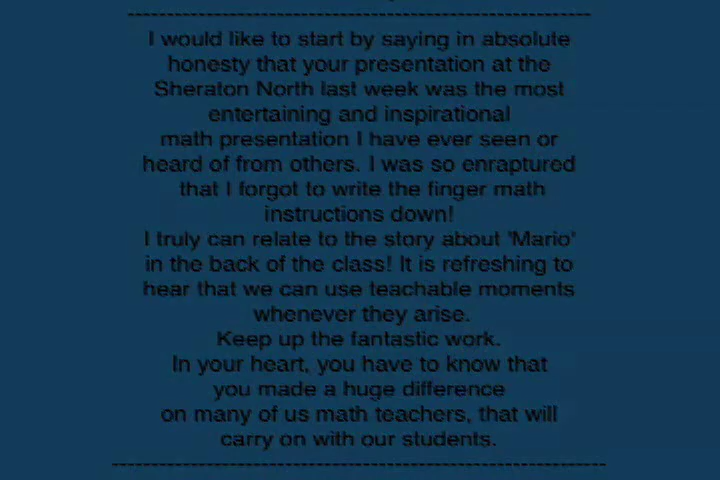 ------------------------------------------------------------
I would like to start by saying in absolute
honesty that your presentation at the
Sheraton North last week was the most
entertaining and inspirational
math presentation I have ever seen or
heard of from others. I was so enraptured
that I forgot to write the finger math
instructions down!
I truly can relate to the story about 'Mario'
in the back of the class! It is refreshing to
hear that we can use teachable moments
whenever they arise.
Keep up the fantastic work.
In your heart, you have to know that
you made a huge difference
on many of us math teachers, that will
carry on with our students.
----------------------------------------------------------------